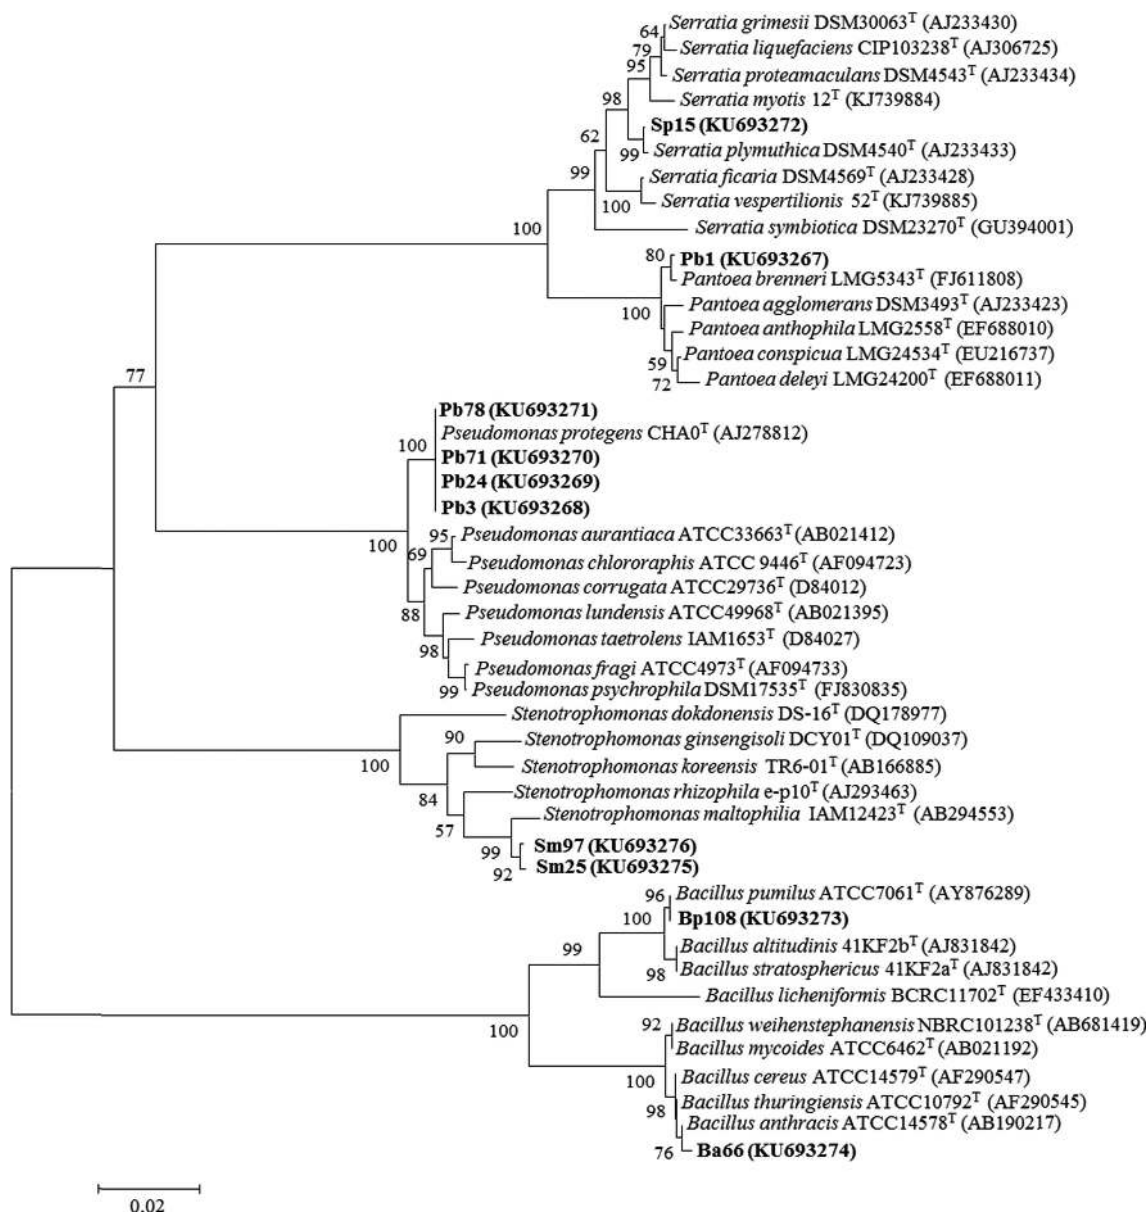 Serratia grimesii DSM30063ᵀ (AJ233430)
64
79 Serratia liquefaciens CIP103238ᵀ (AJ306725)
95 Serratia proteamaculans DSM4543ᵀ (AJ233434)
98 Serratia myotis 12ᵀ (KJ739884)
Sp15 (KU693272)
62
99 Serratia plymuthica DSM4540ᵀ (AJ233433)
99 Serratia ficaria DSM4569ᵀ (AJ233428)
100 Serratia vespertilionis 52ᵀ (KJ739885)
100 Serratia symbiotica DSM23270ᵀ (GU394001)
80 Pb1 (KU693267)
Pantoea brenneri LMG5343ᵀ (FJ611808)
100 Pantoea agglomerans DSM3493ᵀ (AJ233423)
Pantoea anthophila LMG2558ᵀ (EF688010)
59 Pantoea conspicua LMG24534ᵀ (EU216737)
77 72 Pantoea deleyi LMG24200ᵀ (EF688011)
Pb78 (KU693271)
100 Pseudomonas protegens CHA0ᵀ (AJ278812)
Pb71 (KU693270)
Pb24 (KU693269)
Pb3 (KU693268)
100 95 Pseudomonas aurantiaca ATCC33663ᵀ (AB021412)
69 Pseudomonas chlororaphis ATCC 9446ᵀ (AF094723)
Pseudomonas corrugata ATCC29736ᵀ (D84012)
88 Pseudomonas lundensis ATCC49968ᵀ (AB021395)
98 Pseudomonas taetrolens IAM1653ᵀ (D84027)
Pseudomonas fragi ATCC4973ᵀ (AF094733)
99 Pseudomonas psychrophila DSM17535ᵀ (FJ830835)
Stenotrophomonas dokdonensis DS-16ᵀ (DQ178977)
90 Stenotrophomonas ginsengisoli DCY01ᵀ (DQ109037)
100 Stenotrophomonas koreensis TR6-01ᵀ (AB166885)
84 Stenotrophomonas rhizophila e-p10ᵀ (AJ293463)
57 Stenotrophomonas maltophilia IAM12423ᵀ (AB294553)
99 Sm97 (KU693276)
92 Sm25 (KU693275)
96 Bacillus pumilus ATCC7061ᵀ (AY876289)
100 Bp108 (KU693273)
99 Bacillus altitudinis 41KF2bᵀ (AJ831842)
98 Bacillus stratosphericus 41KF2aᵀ (AJ831842)
Bacillus licheniformis BCRC11702ᵀ (EF433410)
100 92 Bacillus weihenstephanensis NBRC101238ᵀ (AB681419)
Bacillus mycoides ATCC6462ᵀ (AB021192)
100 Bacillus cereus ATCC14579ᵀ (AF290547)
98 Bacillus thuringiensis ATCC10792ᵀ (AF290545)
Bacillus anthracis ATCC14578ᵀ (AB190217)
76 Ba66 (KU693274)
0.02